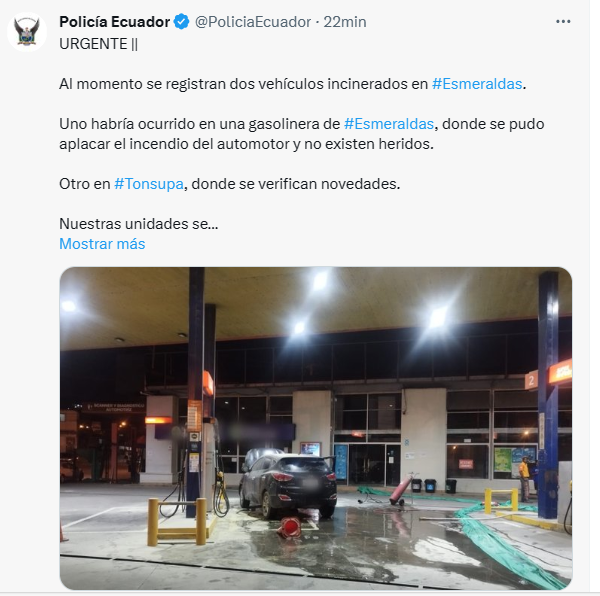 Policía Ecuador @PoliciaEcuador · 22min
URGENTE ||
Al momento se registran dos vehículos incinerados en #Esmeraldas.
Uno habría ocurrido en una gasolinera de #Esmeraldas, donde se pudo
aplacar el incendio del automotor y no existen heridos.
Otro en #Tonsupa, donde se verifican novedades.
Nuestras unidades se...
Mostrar más
2